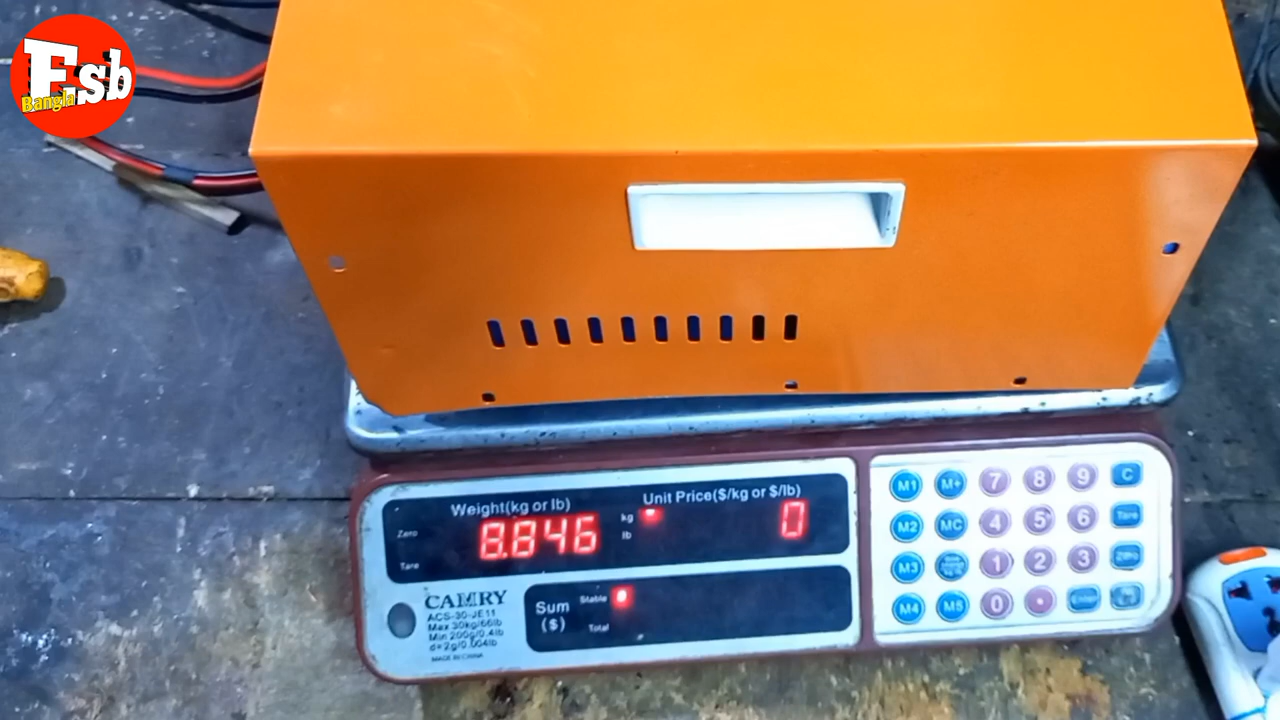 Esb
Bangla
Weight(kg or lb)
Unit Price($/kg or $/lb)
Zero
8.846
kg
lb
0
Tare
CAMRY
ACS-30-JE11
Max 30kg/66lb
Min 200g/0.4lb
d=2g/0.004lb
MADE IN CHINA
Sum
($)
Stable
Total
M1 M+ 7 8 9 C
M2 MC 4 5 6 Tare
M3 1 2 3 Zero
M4 M5 0 . Enter